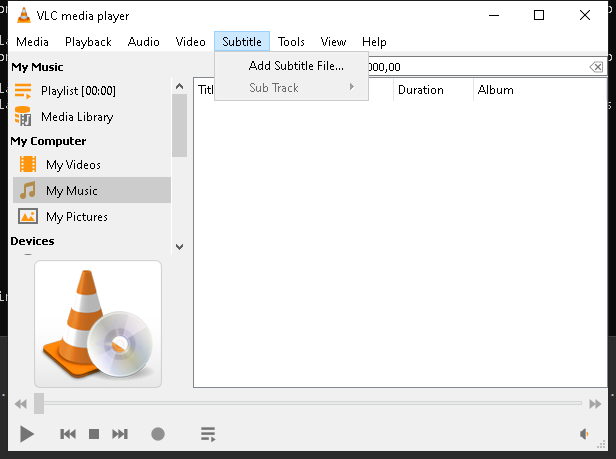 VLC media player
Media Playback Audio Video Subtitle Tools View Help
My Music
Playlist [00:00]
Media Library
My Computer
My Videos
My Music
My Pictures
Devices
Add Subtitle File...
Sub Track
000,00
Duration Album